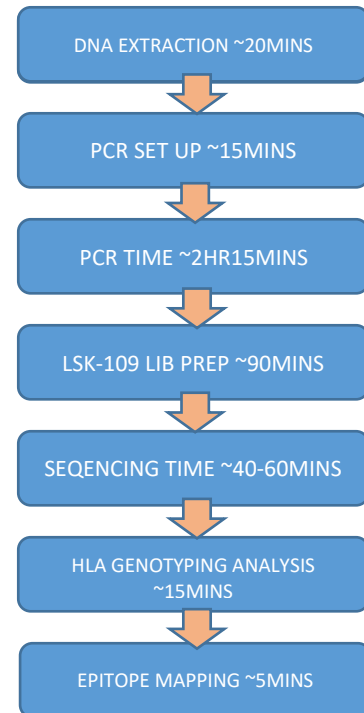 DNA EXTRACTION ~20MINS
PCR SET UP ~15MINS
PCR TIME ~2HR15MINS
LSK-109 LIB PREP ~90MINS
SEQENCING TIME ~40-60MINS
HLA GENOTYPING ANALYSIS
~15MINS
EPITOPE MAPPING ~5MINS